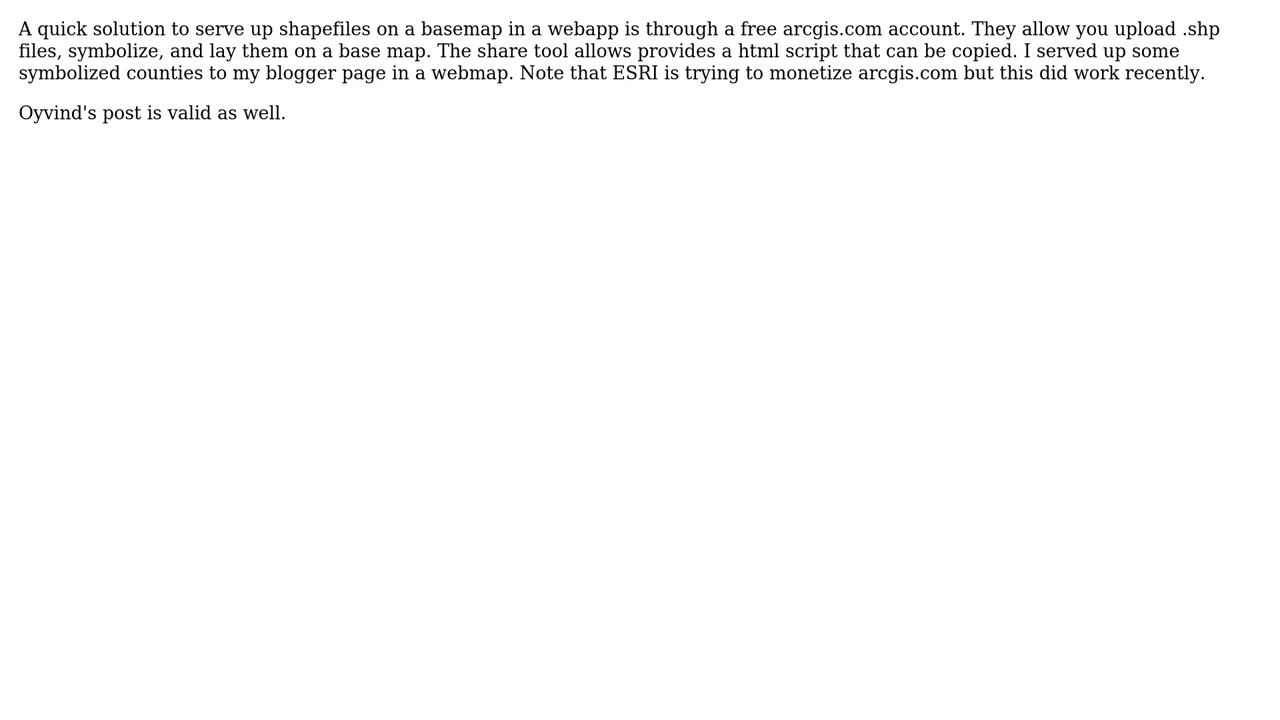 A quick solution to serve up shapefiles on a basemap in a webapp is through a free arcgis.com account. They allow you upload .shp
files, symbolize, and lay them on a base map. The share tool allows provides a html script that can be copied. I served up some
symbolized counties to my blogger page in a webmap. Note that ESRI is trying to monetize arcgis.com but this did work recently.
Oyvind's post is valid as well.